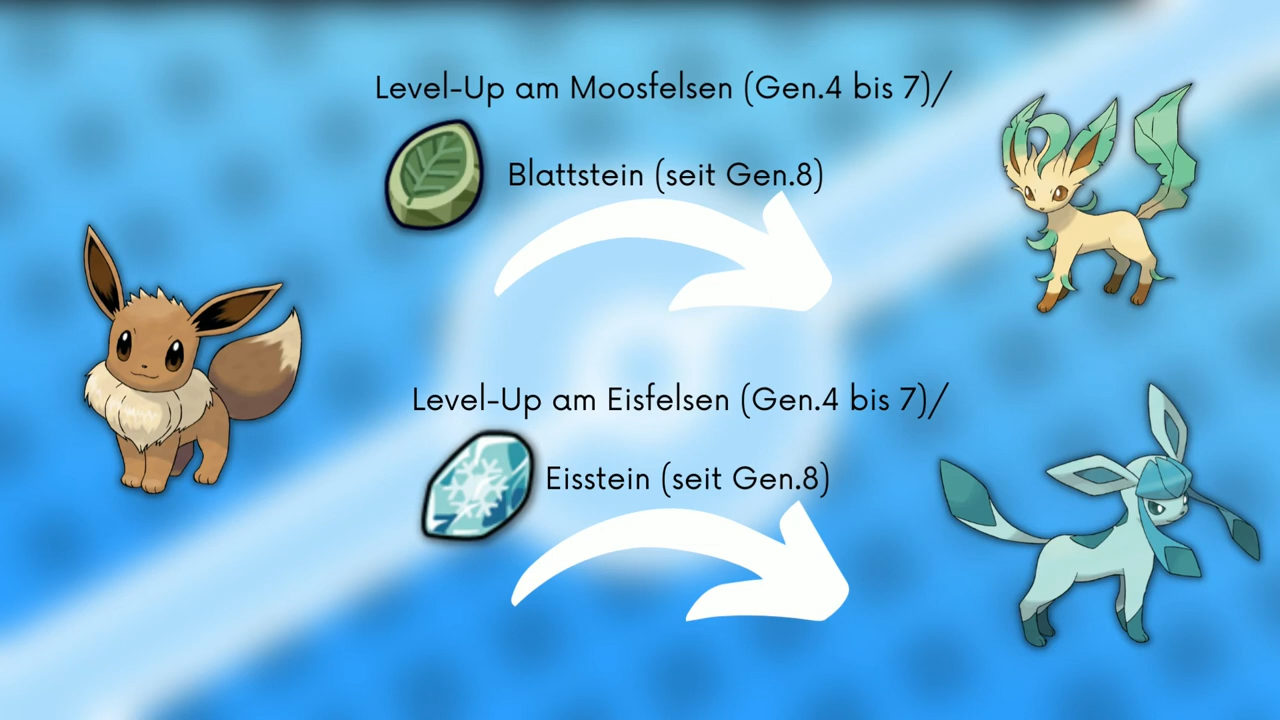 Level-Up am Moosfelsen (Gen.4 bis 7)/
Blattstein (seit Gen.8)
Level-Up am Eisfelsen (Gen.4 bis 7)/
Eisstein (seit Gen.8)